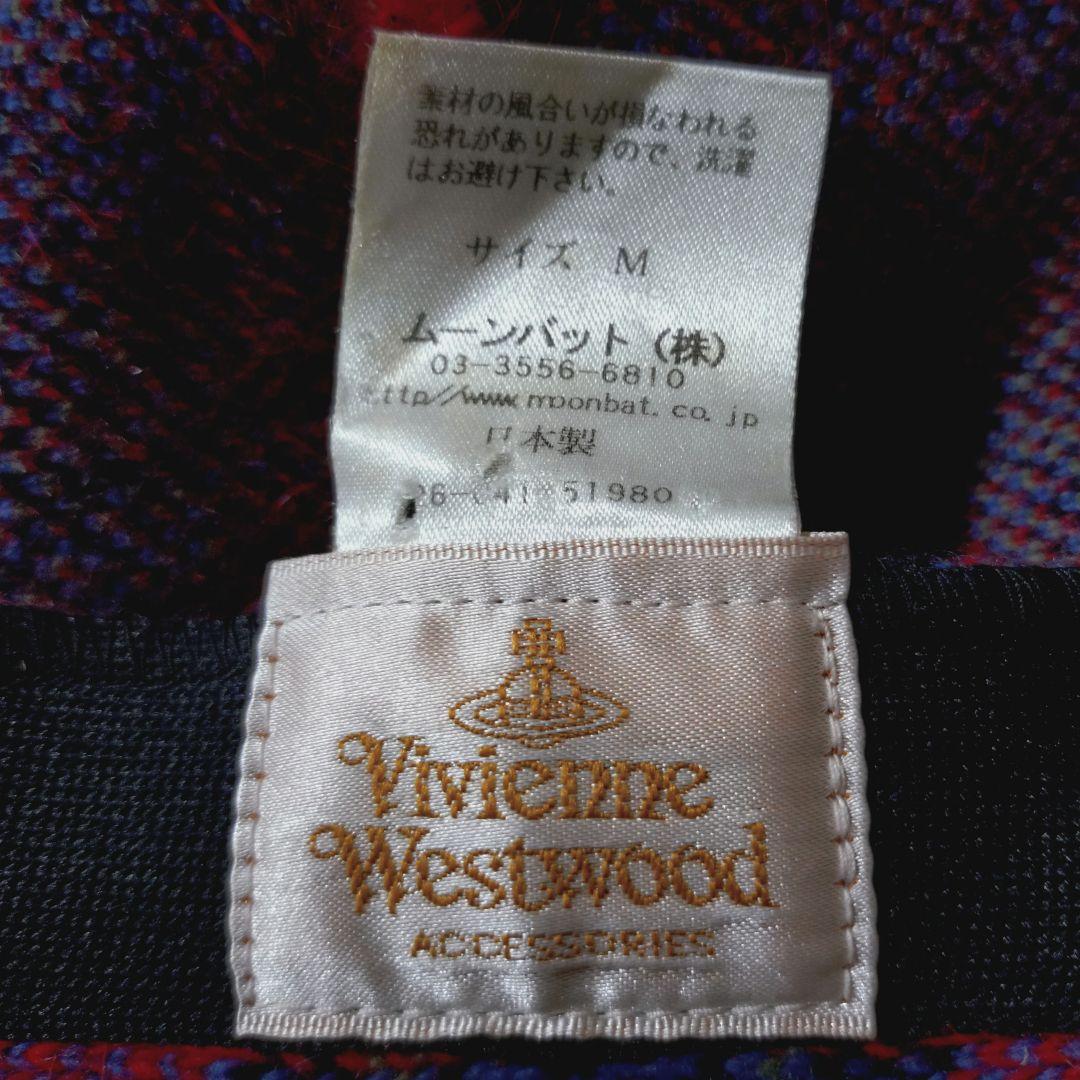 素材の風合いが損なわれる
恐れがありますので、洗濯
はお避け下さい。
サイズ M
ムーンバット(株)
03-3556-6810
http//www.moonbat.co.jp
日本製
Vivienne
Westwood
ACCESSORIES